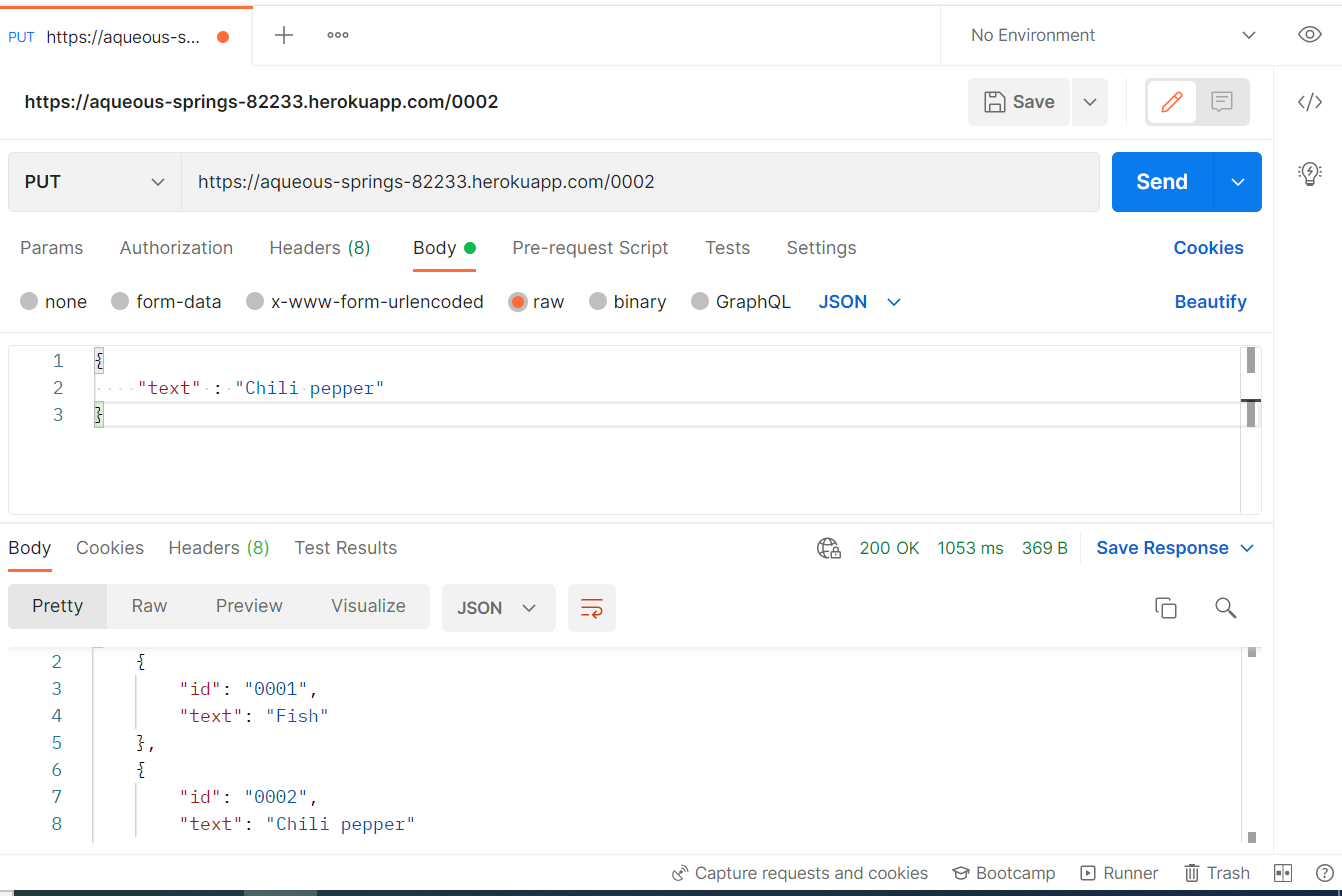 PUT https://aqueous-s... No Environment
https://aqueous-springs-82233.herokuapp.com/0002 Save
PUT https://aqueous-springs-82233.herokuapp.com/0002 Send
Params Authorization Headers (8) Body Pre-request Script Tests Settings Cookies
none form-data x-www-form-urlencoded raw binary GraphQL JSON Beautify
1 {
2 "text" : "Chili pepper"
3 }
Body Cookies Headers (8) Test Results 200 OK 1053 ms 369 B Save Response
Pretty Raw Preview Visualize JSON
2 {
3 "id": "0001",
4 "text": "Fish"
5 },
6 {
7 "id": "0002",
8 "text": "Chili pepper"
Capture requests and cookies Bootcamp Runner Trash